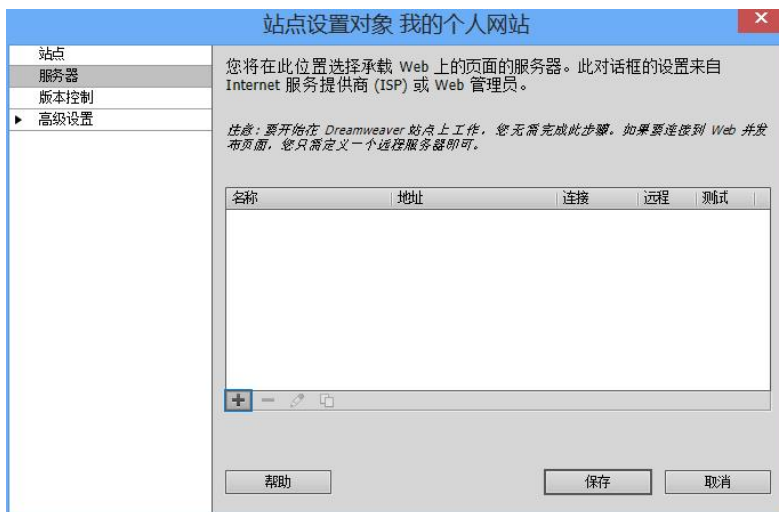 站点设置对象 我的个人网站
站点
服务器
版本控制
高级设置
您将在此位置选择承载 Web 上的页面的服务器。此对话框的设置来自
Internet 服务提供商 (ISP) 或 Web 管理员。
注意:要开始在 Dreamweaver 站点上工作，您无需完成此步骤。如果要连接到 Web 并发
布页面，您只需定义一个远程服务器即可。
名称 地址 连接 远程 测试
帮助 保存 取消